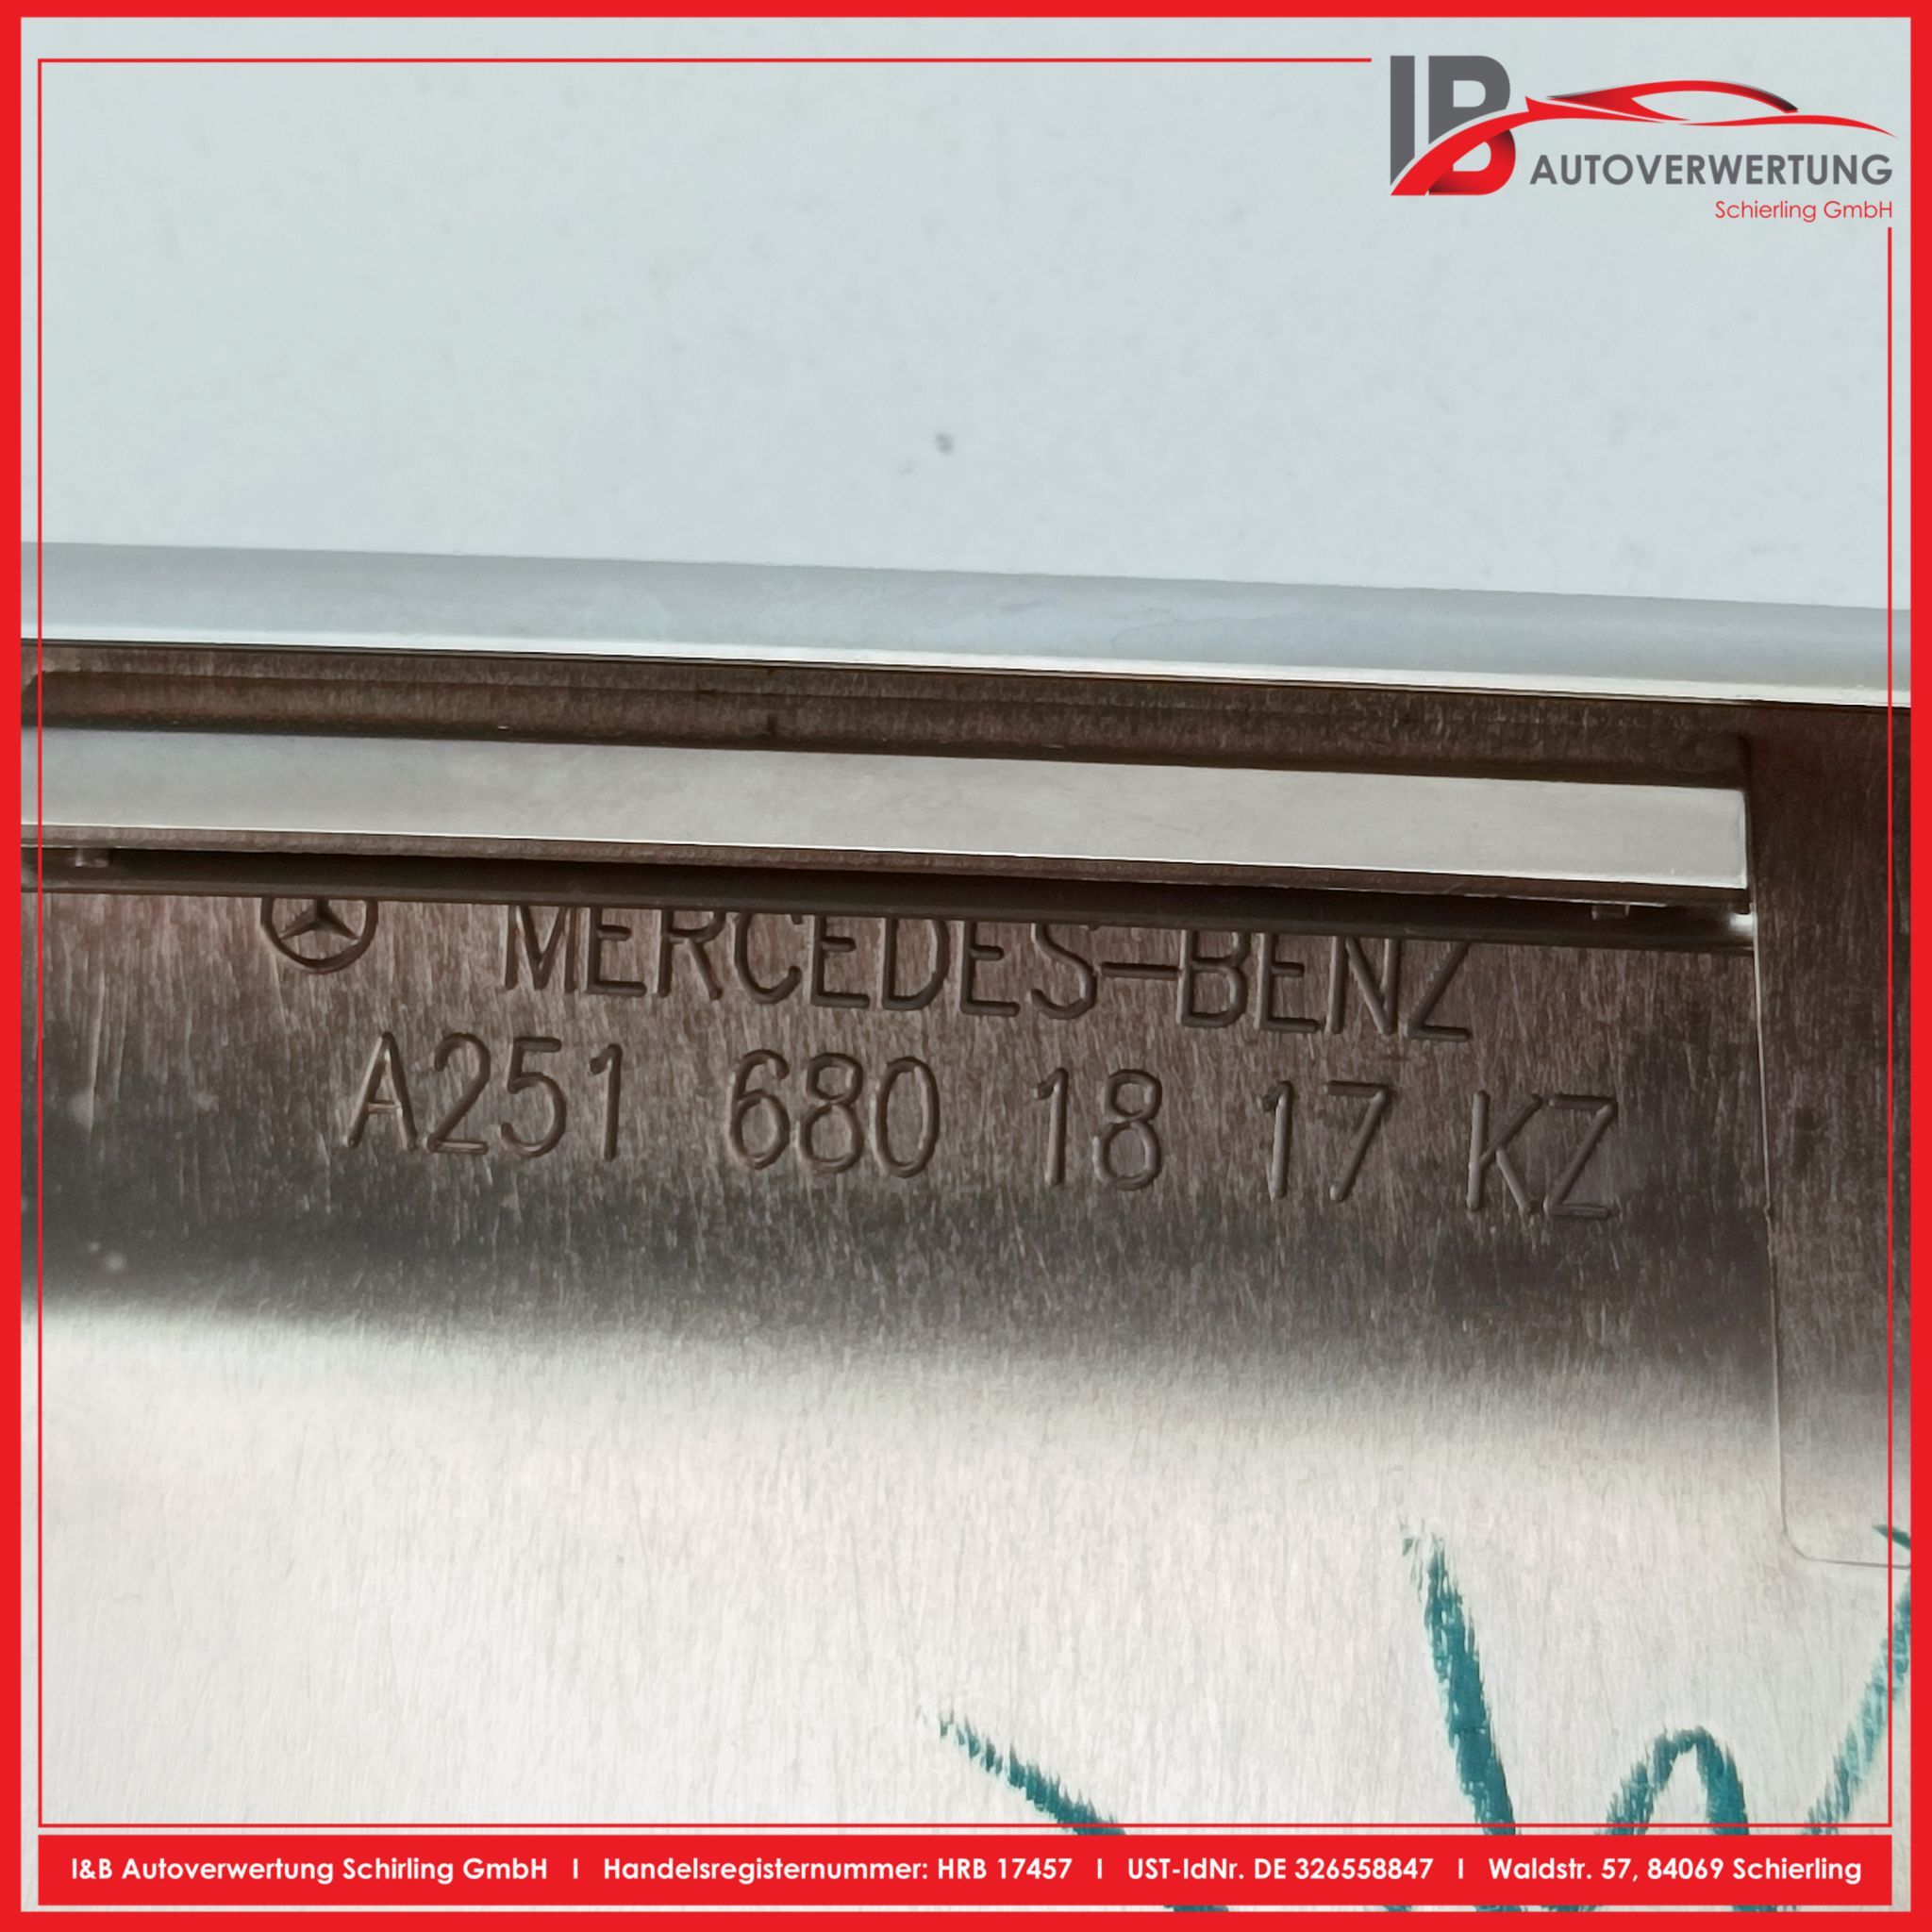 IB
AUTOVERWERTUNG
Schierling GmbH
MERCEDES-BENZ
A251 680 18 17 KZ
I&B Autoverwertung Schirling GmbH I Handelsregisternummer: HRB 17457 I UST-IdNr. DE 326558847 I Waldstr. 57, 84069 Schierling